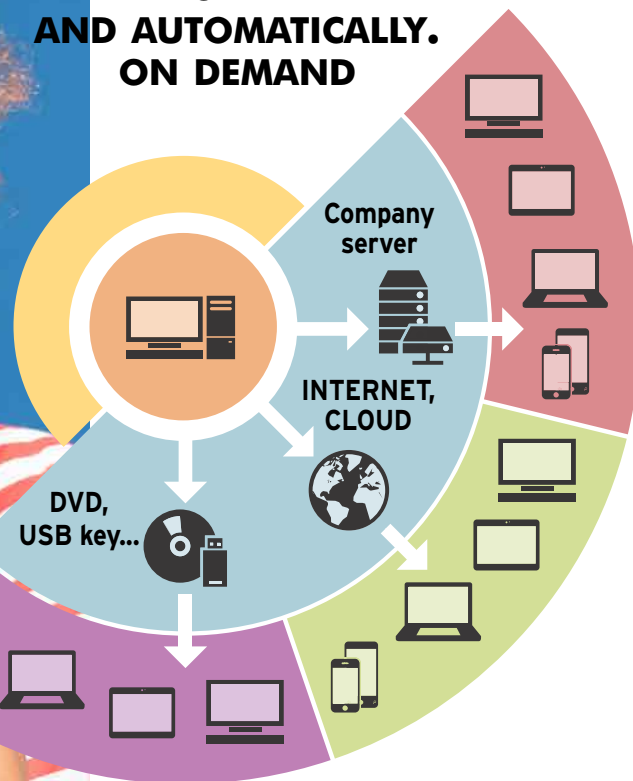 AND AUTOMATICALLY.
ON DEMAND
Company
server
INTERNET,
CLOUD
DVD,
USB key...